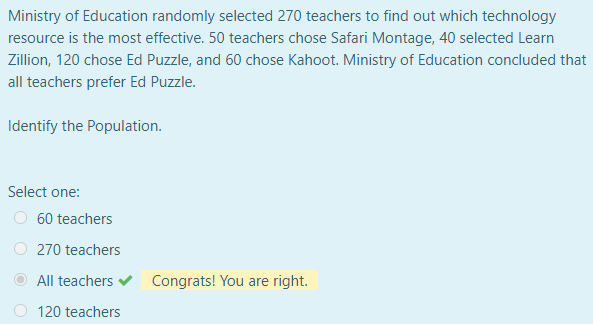 Ministry of Education randomly selected 270 teachers to find out which technology
resource is the most effective. 50 teachers chose Safari Montage, 40 selected Learn
Zillion, 120 chose Ed Puzzle, and 60 chose Kahoot. Ministry of Education concluded that
all teachers prefer Ed Puzzle.
Identify the Population.
Select one:
60 teachers
270 teachers
All teachers ✔ Congrats! You are right.
120 teachers